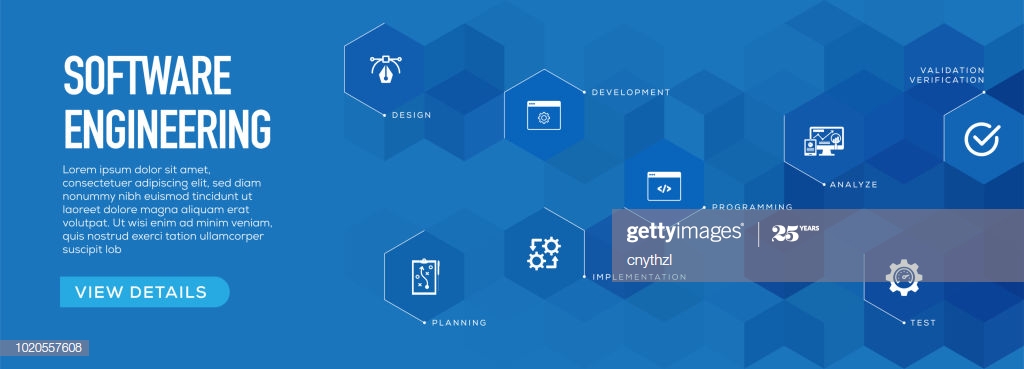 SOFTWARE
ENGINEERING
Lorem ipsum dolor sit amet,
consectetuer adipiscing elit, sed diam
nonummy nibh euismod tincidunt ut
laoreet dolore magna aliquam erat
volutpat. Ut wisi enim ad minim veniam,
quis nostrud exerci tation ullamcorper
suscipit lob
VIEW DETAILS
1020557608
DESIGN
DEVELOPMENT
VALIDATION
VERIFICATION
ANALYZE
</>
PROGRAMMING
gettyimages® 25 YEARS
cnythzl
IMPLEMENTATION
PLANNING
TEST